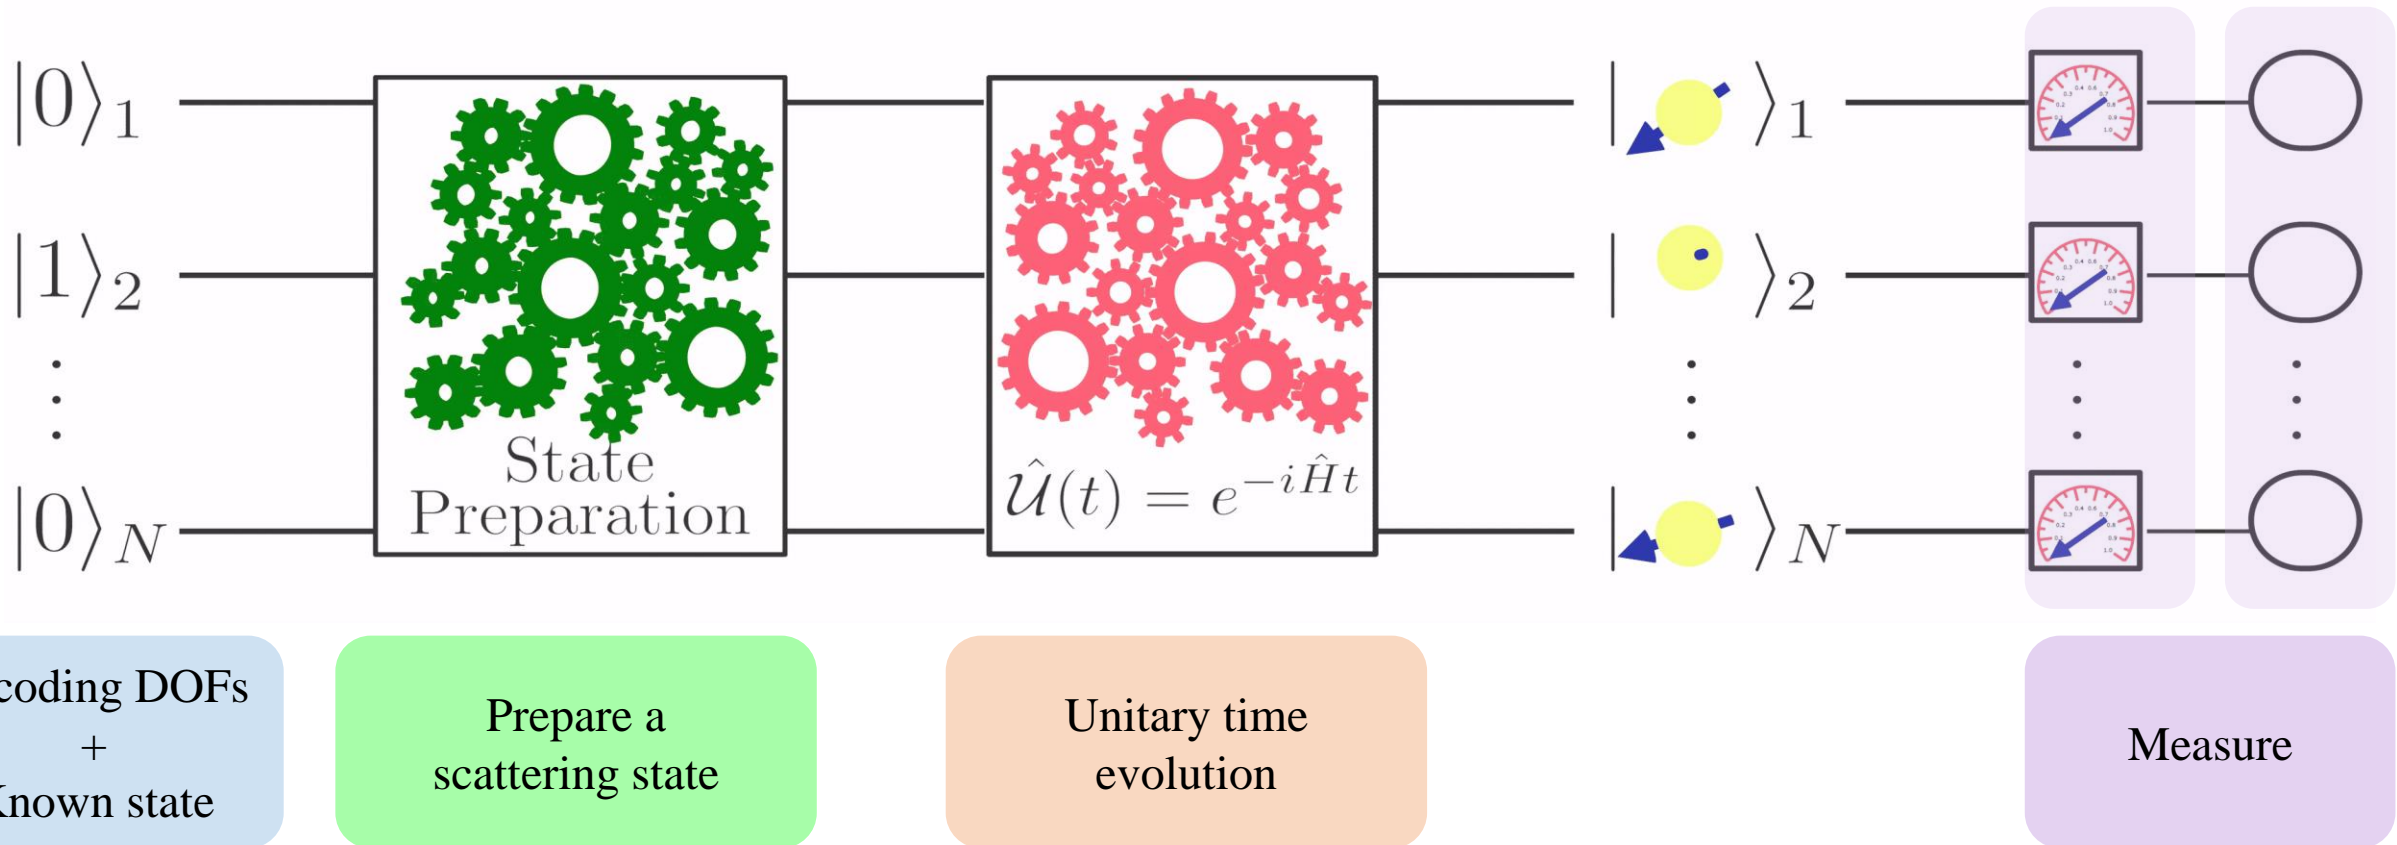 |0⟩₁
|1⟩₂
|0⟩N
State
Preparation
Û(t) = e^{-iĤt}
| ⟩₁
| ⟩₂
| ⟩N
coding DOFs
+
Known state
Prepare a
scattering state
Unitary time
evolution
Measure